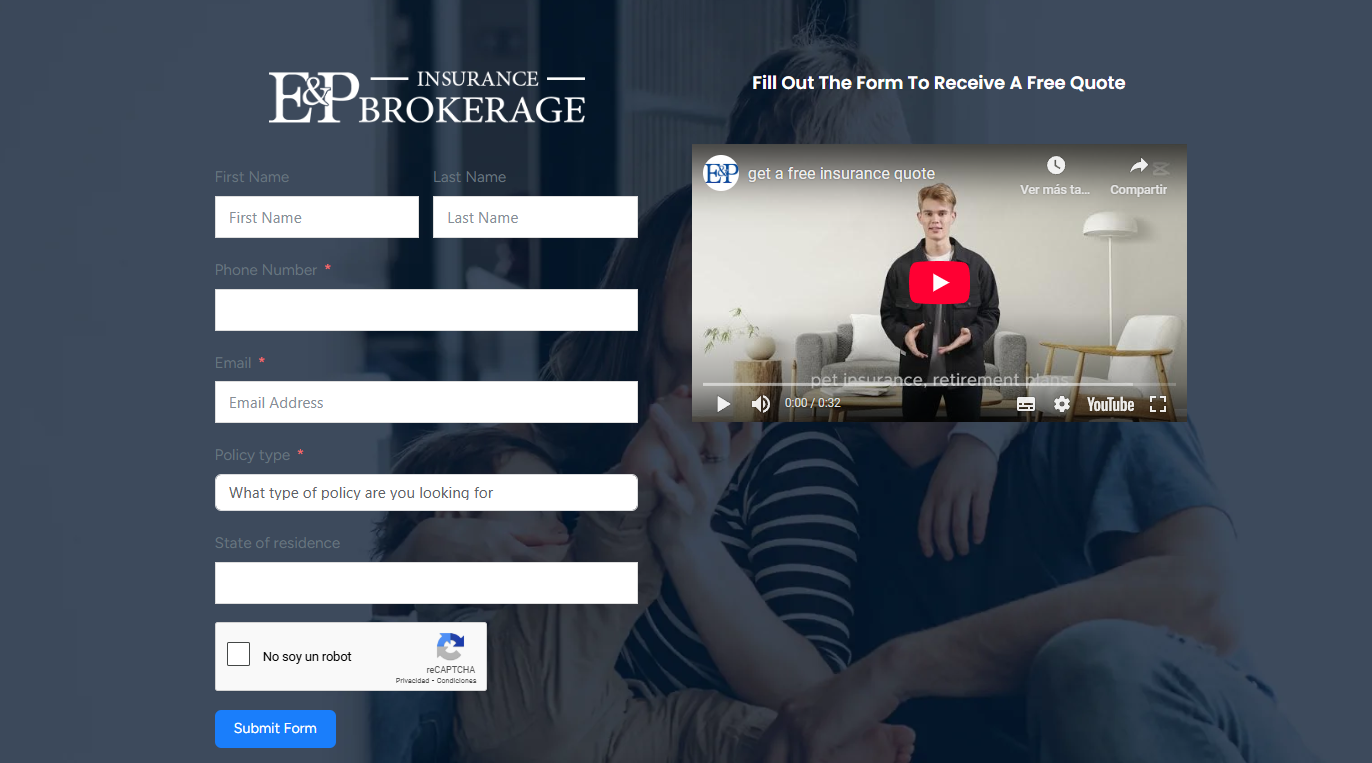 E&P INSURANCE BROKERAGE
First Name
Last Name
First Name
Last Name
Phone Number *
Email *
Email Address
Policy type *
What type of policy are you looking for
State of residence
No soy un robot
reCAPTCHA
Privacidad - Condiciones
Submit Form
Fill Out The Form To Receive A Free Quote
E&P
get a free insurance quote
Ver más ta...
Compartir
pet insurance, retirement plans
0:00 / 0:32
YouTube